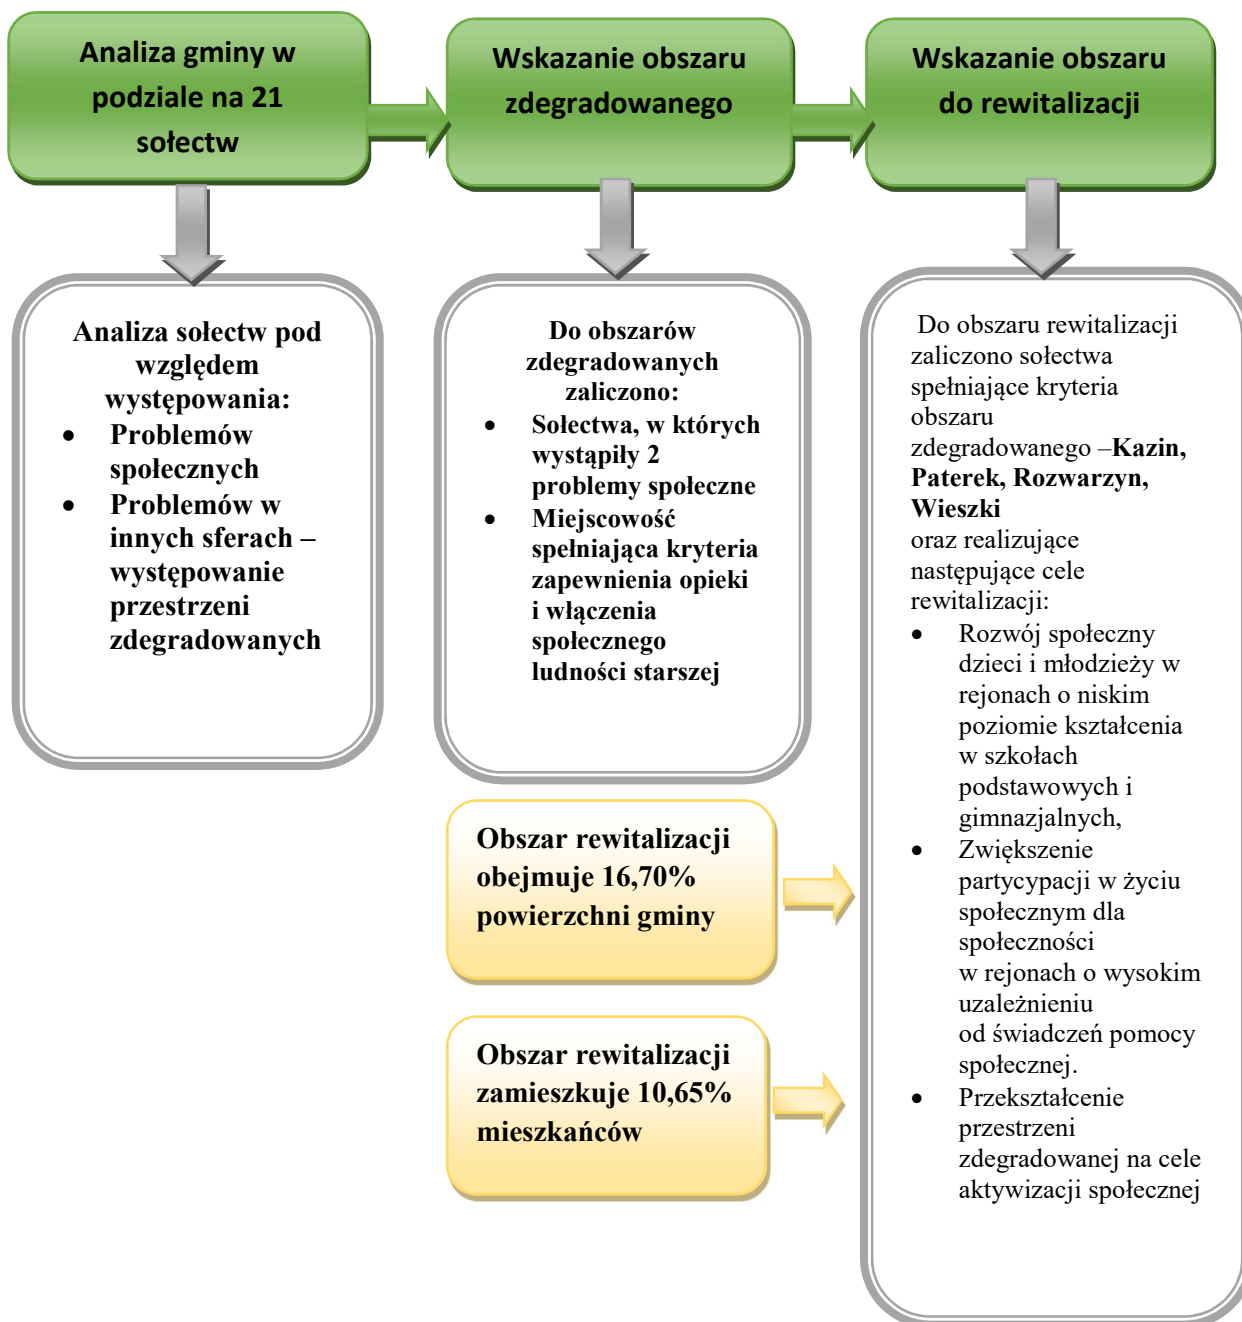 Analiza gminy w
podziale na 21
sołectw
Wskazanie obszaru
zdegradowanego
Wskazanie obszaru
do rewitalizacji
Analiza sołectw pod
względem
występowania:
• Problemów
społecznych
• Problemów w
innych sferach –
występowanie
przestrzeni
zdegradowanych
Do obszarów
zdegradowanych
zaliczono:
• Sołectwa, w których
wystąpiły 2
problemy społeczne
• Miejscowość
spełniająca kryteria
zapewnienia opieki
i włączenia
społecznego
ludności starszej
Obszar rewitalizacji
obejmuje 16,70%
powierzchni gminy
Obszar rewitalizacji
zamieszkuje 10,65%
mieszkańców
Do obszaru rewitalizacji
zaliczono sołectwa
spełniające kryteria
obszaru
zdegradowanego –Kazin,
Paterek, Rozwarzyn,
Wieszki
oraz realizujące
następujące cele
rewitalizacji:
• Rozwój społeczny
dzieci i młodzieży w
rejonach o niskim
poziomie kształcenia
w szkołach
podstawowych i
gimnazjalnych,
• Zwiększenie
partycypacji w życiu
społecznym dla
społeczności
w rejonach o wysokim
uzależnieniu
od świadczeń pomocy
społecznej.
• Przekształcenie
przestrzeni
zdegradowanej na cele
aktywizacji społecznej